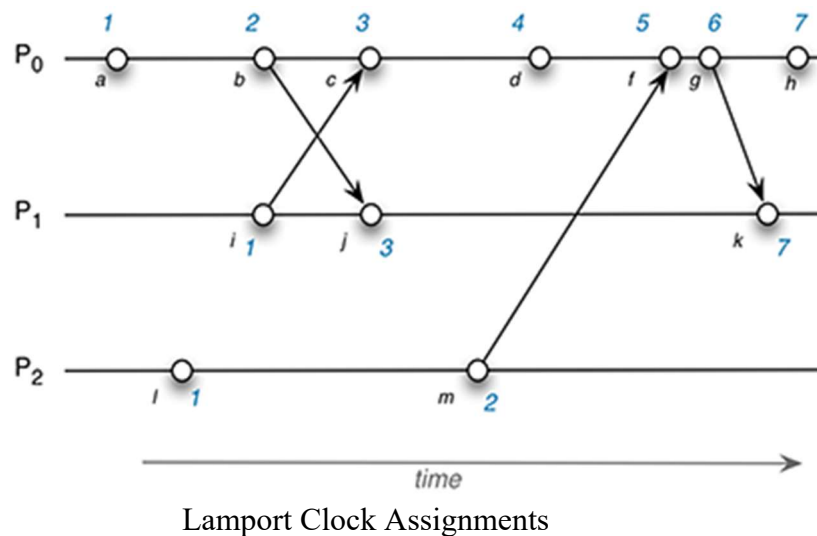 1 2 3 4 5 6 7
P0
a b c d f g h
P1
i 1 j 3 k 7
P2
l 1 m 2
time
Lamport Clock Assignments